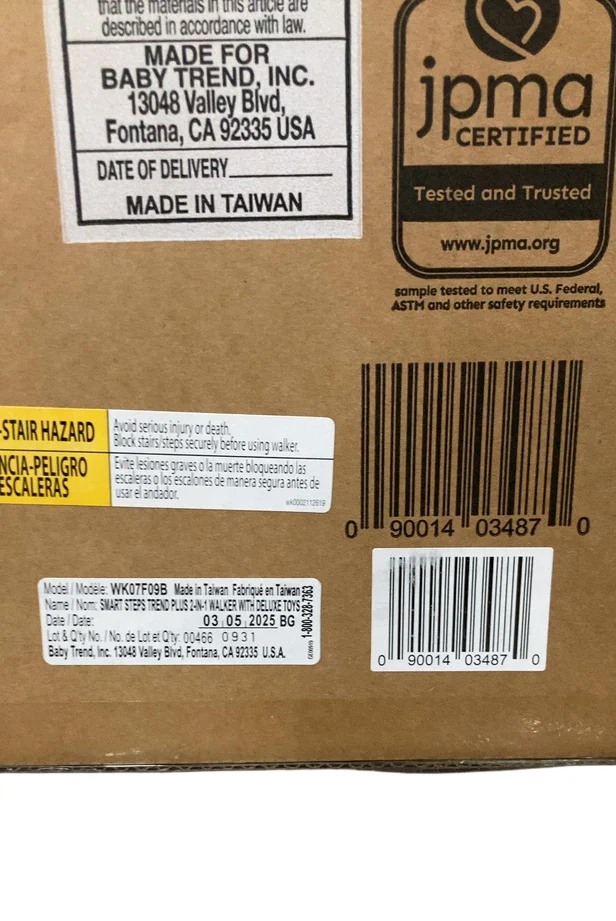 that the materials in this article are
described in accordance with law.
MADE FOR
BABY TREND, INC.
13048 Valley Blvd,
Fontana, CA 92335 USA
DATE OF DELIVERY
MADE IN TAIWAN
jpma
CERTIFIED
Tested and Trusted
www.jpma.org
sample tested to meet U.S. Federal,
ASTM and other safety requirements
-STAIR HAZARD
Avoid serious injury or death.
Block stairs/steps securely before using walker.
NCIA-PELIGRO
ESCALERAS
Evite lesiones graves o la muerte bloqueando las
escaleras o los escalones de manera segura antes de
usar el andador.
wk0002112619
0 90014 03487 0
Model / Modèle: WK07F09B Made in Taiwan Fabriqué en Taiwan
Name / Nom: SMART STEPS TREND PLUS 2-IN-1 WALKER WITH DELUXE TOYS
Date / Date: 03 05 2025 BG
Lot & Q'ty No. / No. de Lot et Q'ty: 00466 0931
Baby Trend, Inc. 13048 Valley Blvd, Fontana, CA 92335 U.S.A.
1-800-328-7363
0 90014 03487 0